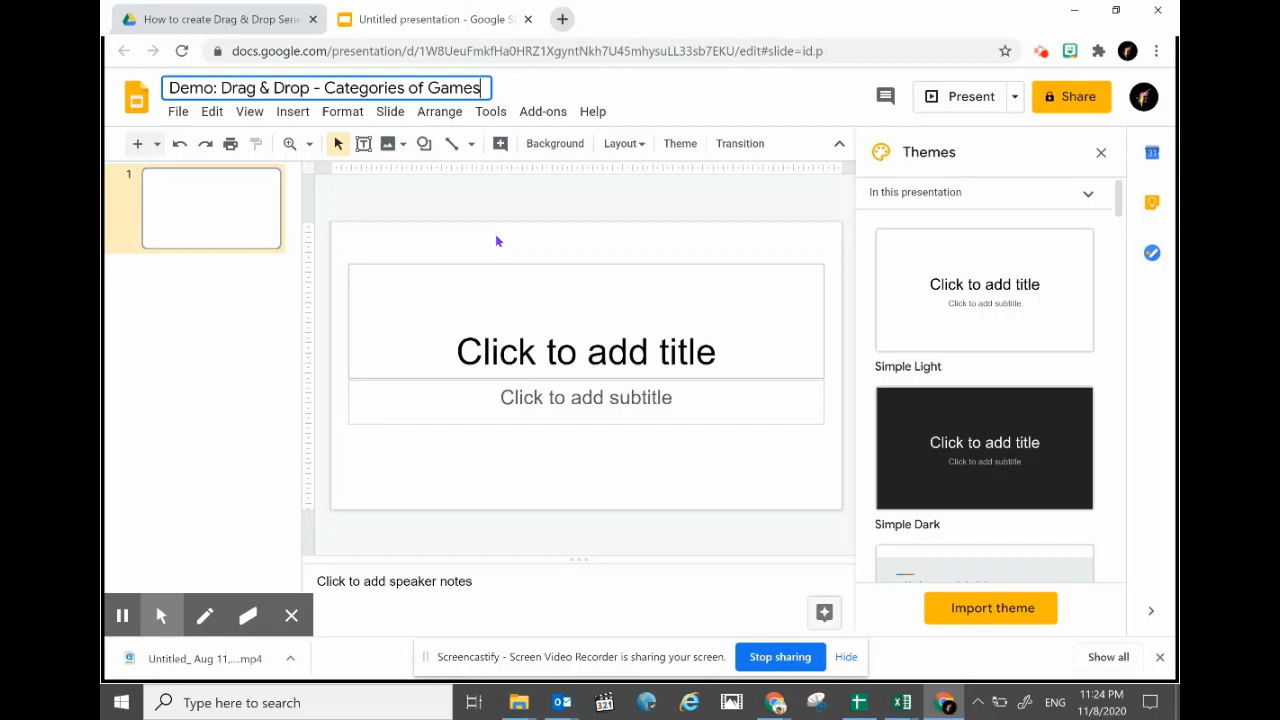 How to create Drag & Drop Serie
Untitled presentation - Google S
docs.google.com/presentation/d/1W8UeuFmkfHa0HRZ1XgyntNkh7U45mhysuLL33sb7EKU/edit#slide=id.p
Demo: Drag & Drop - Categories of Games
File Edit View Insert Format Slide Arrange Tools Add-ons Help
Present
Share
Background Layout Theme Transition
1
Click to add title
Click to add subtitle
Click to add speaker notes
Themes
In this presentation
Click to add title
Click to add subtitle
Simple Light
Click to add title
Click to add subtitle
Simple Dark
Import theme
31
Untitled_ Aug 11,....mp4
Screencastify - Screen Video Recorder is sharing your screen.
Stop sharing
Hide
Show all
Type here to search
ENG
11:24 PM
11/8/2020